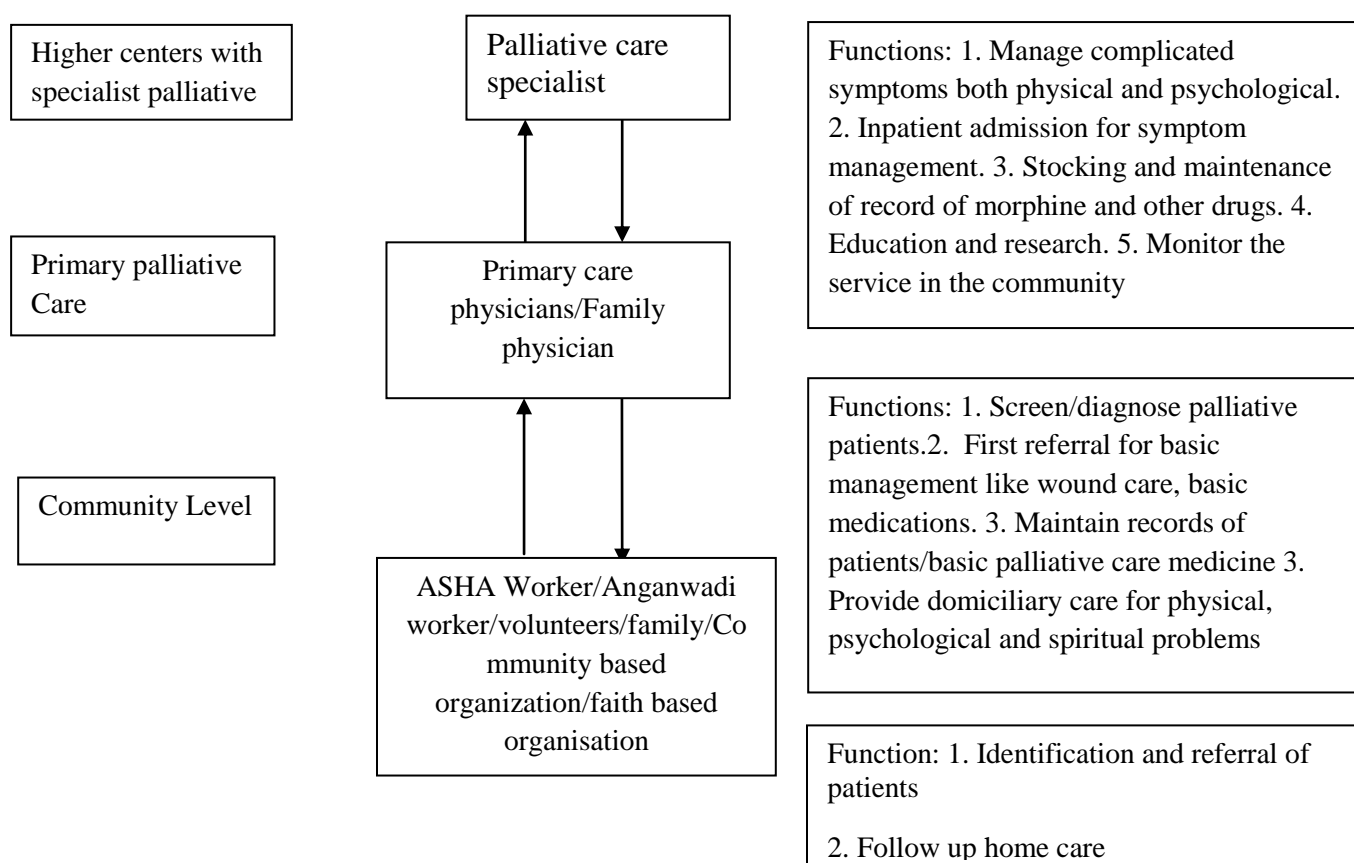 Higher centers with
specialist palliative
Palliative care
specialist
Functions: 1. Manage complicated
symptoms both physical and psychological.
2. Inpatient admission for symptom
management. 3. Stocking and maintenance
of record of morphine and other drugs. 4.
Education and research. 5. Monitor the
service in the community
Primary palliative
Care
Primary care
physicians/Family
physician
Functions: 1. Screen/diagnose palliative
patients.2.  First referral for basic
management like wound care, basic
medications. 3. Maintain records of
patients/basic palliative care medicine 3.
Provide domiciliary care for physical,
psychological and spiritual problems
Community Level
ASHA Worker/Anganwadi
worker/volunteers/family/Co
mmunity based
organization/faith based
organisation
Function: 1. Identification and referral of
patients
2. Follow up home care